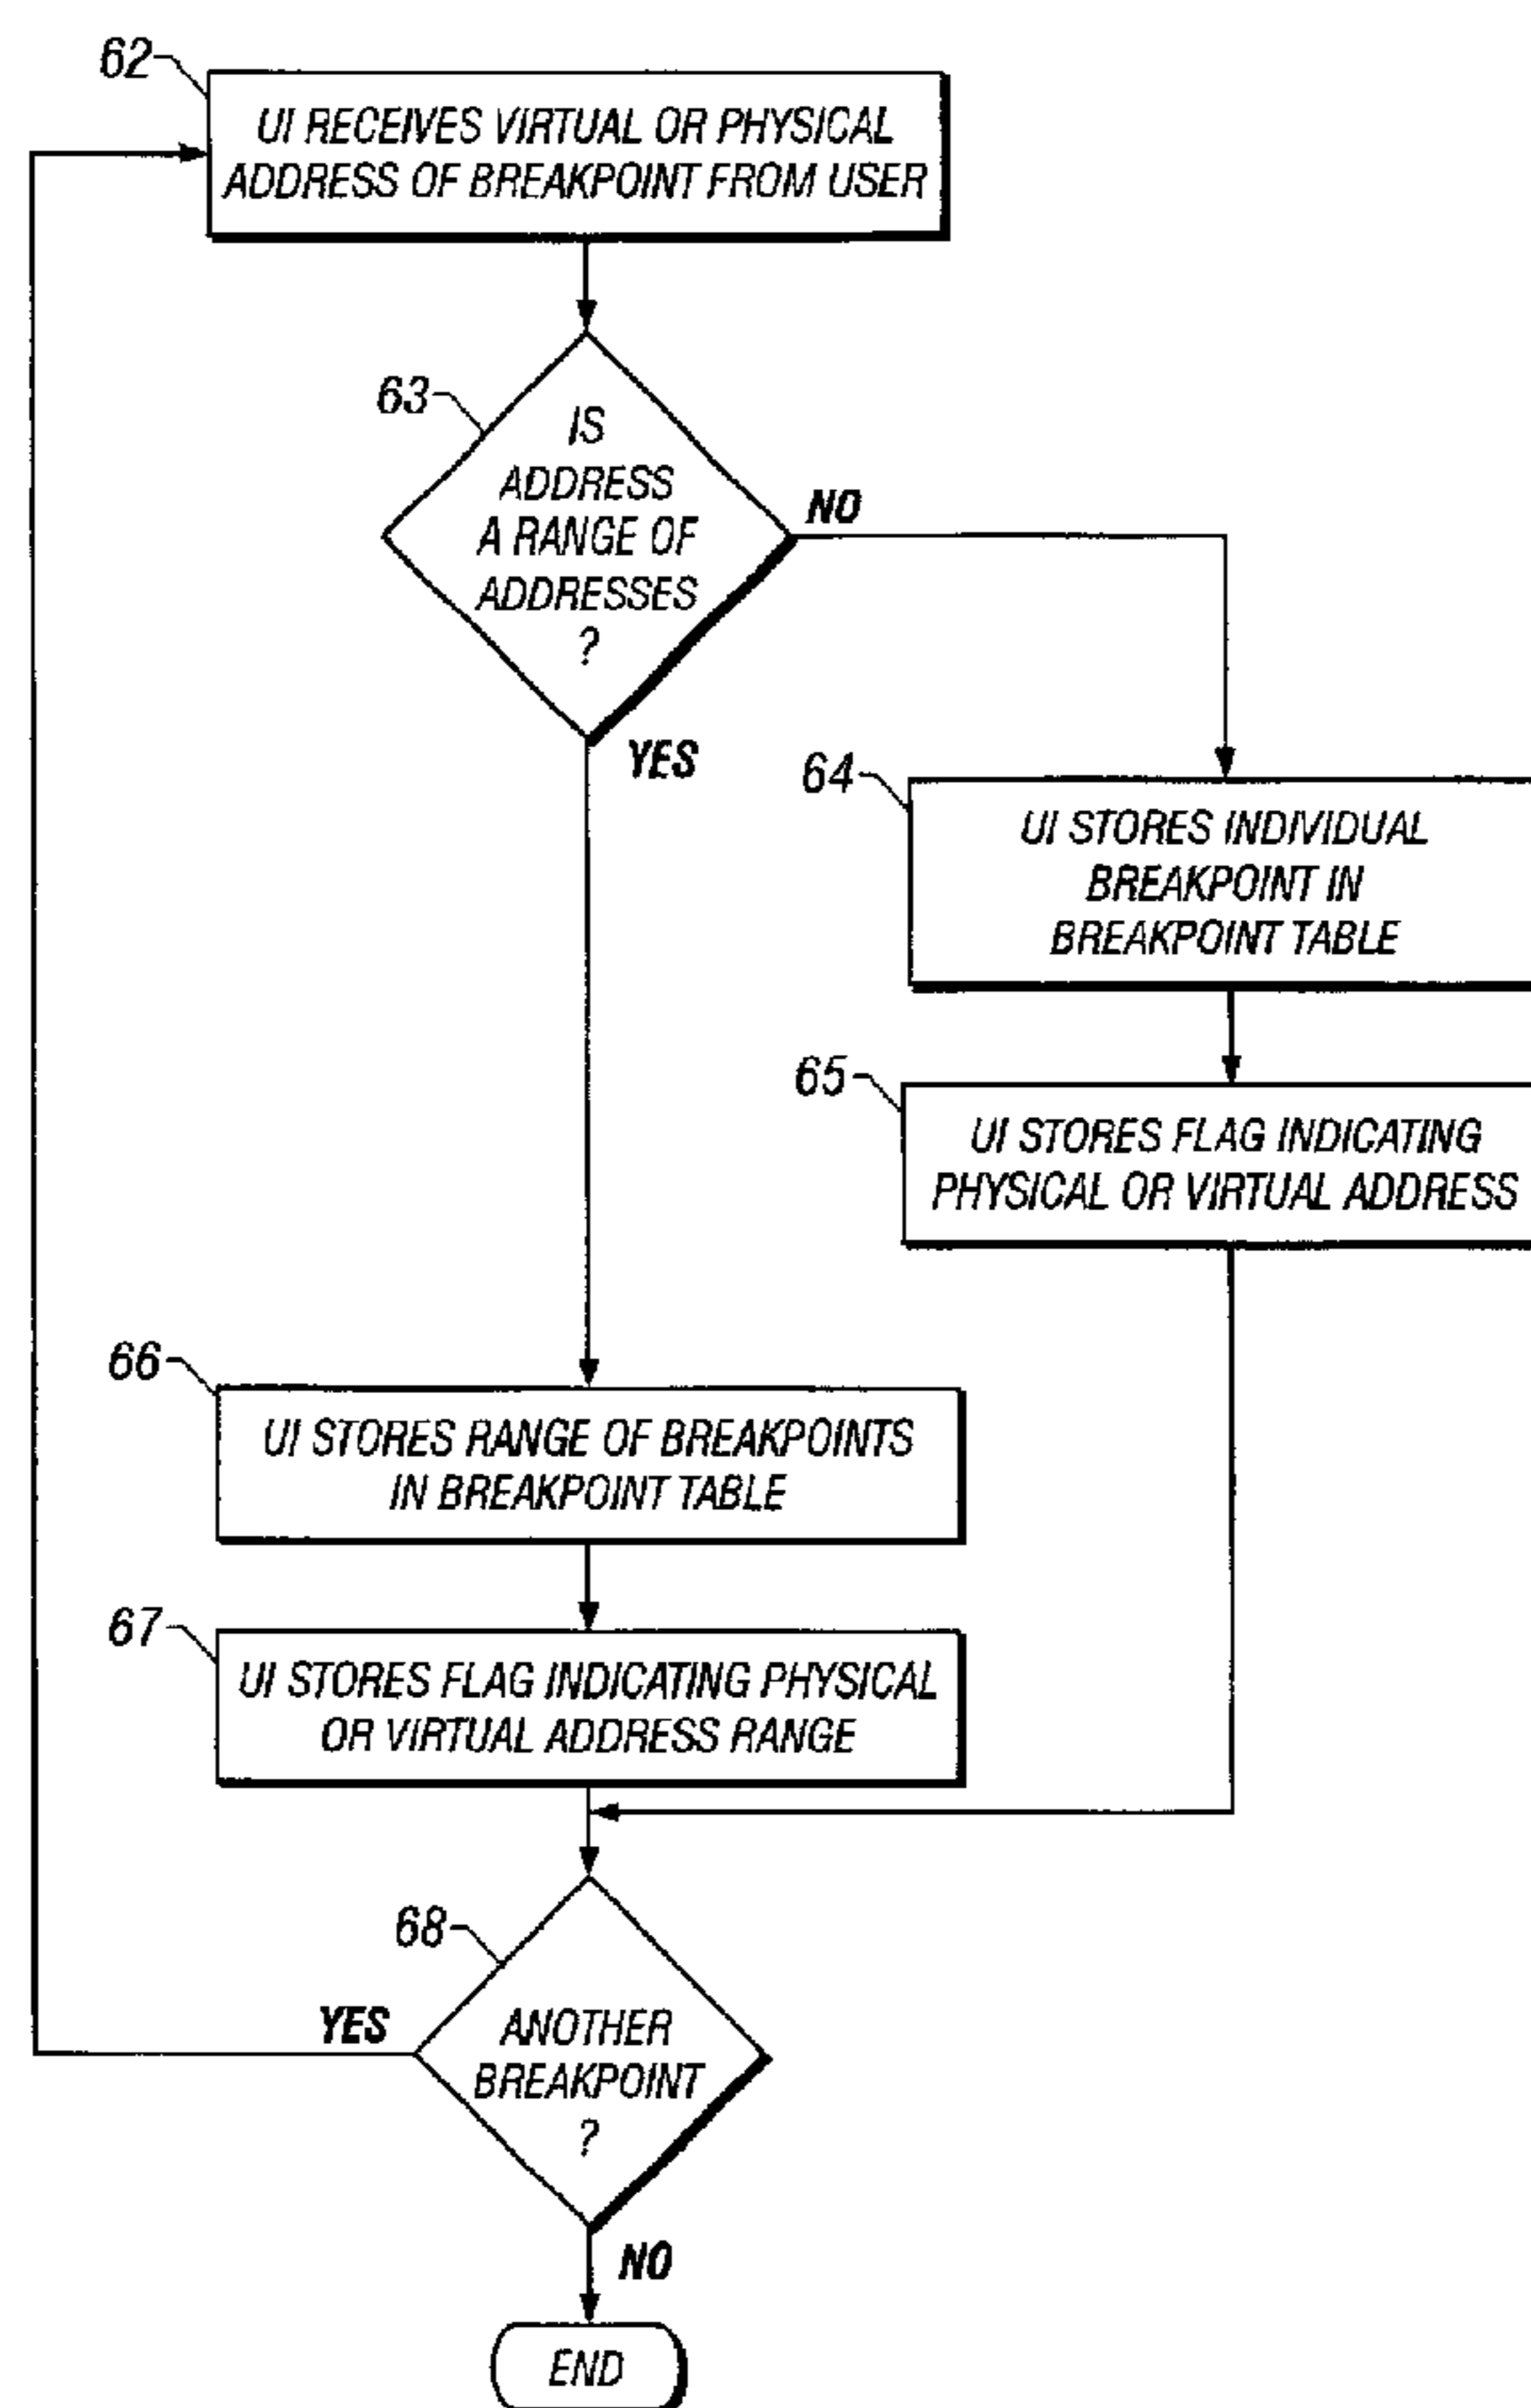 62
UI RECEIVES VIRTUAL OR PHYSICAL
ADDRESS OF BREAKPOINT FROM USER
63
IS
ADDRESS
A RANGE OF
ADDRESSES
?
NO
YES
64
UI STORES INDIVIDUAL
BREAKPOINT IN
BREAKPOINT TABLE
65
UI STORES FLAG INDICATING
PHYSICAL OR VIRTUAL ADDRESS
66
UI STORES RANGE OF BREAKPOINTS
IN BREAKPOINT TABLE
67
UI STORES FLAG INDICATING PHYSICAL
OR VIRTUAL ADDRESS RANGE
68
YES
ANOTHER
BREAKPOINT
?
NO
END